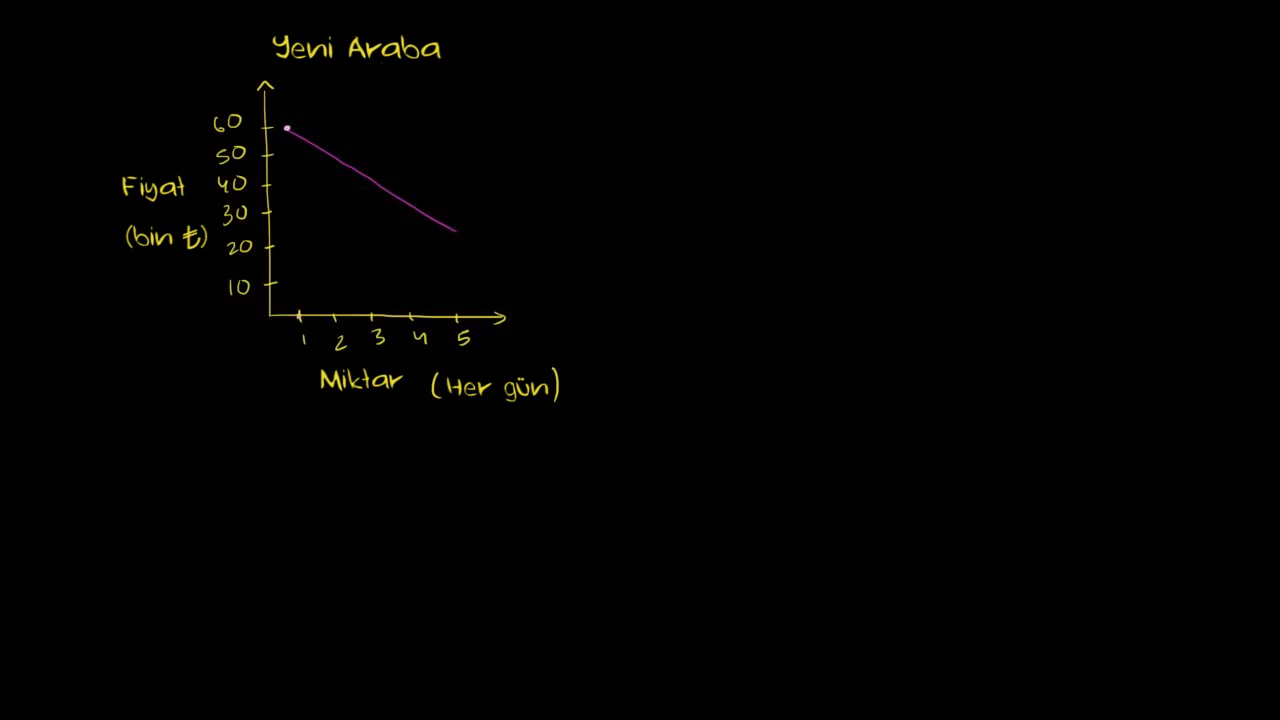 Yeni Araba
60
50
Fiyat 40
30
(bin ₺) 20
10
1 2 3 4 5
Miktar (Her gün)